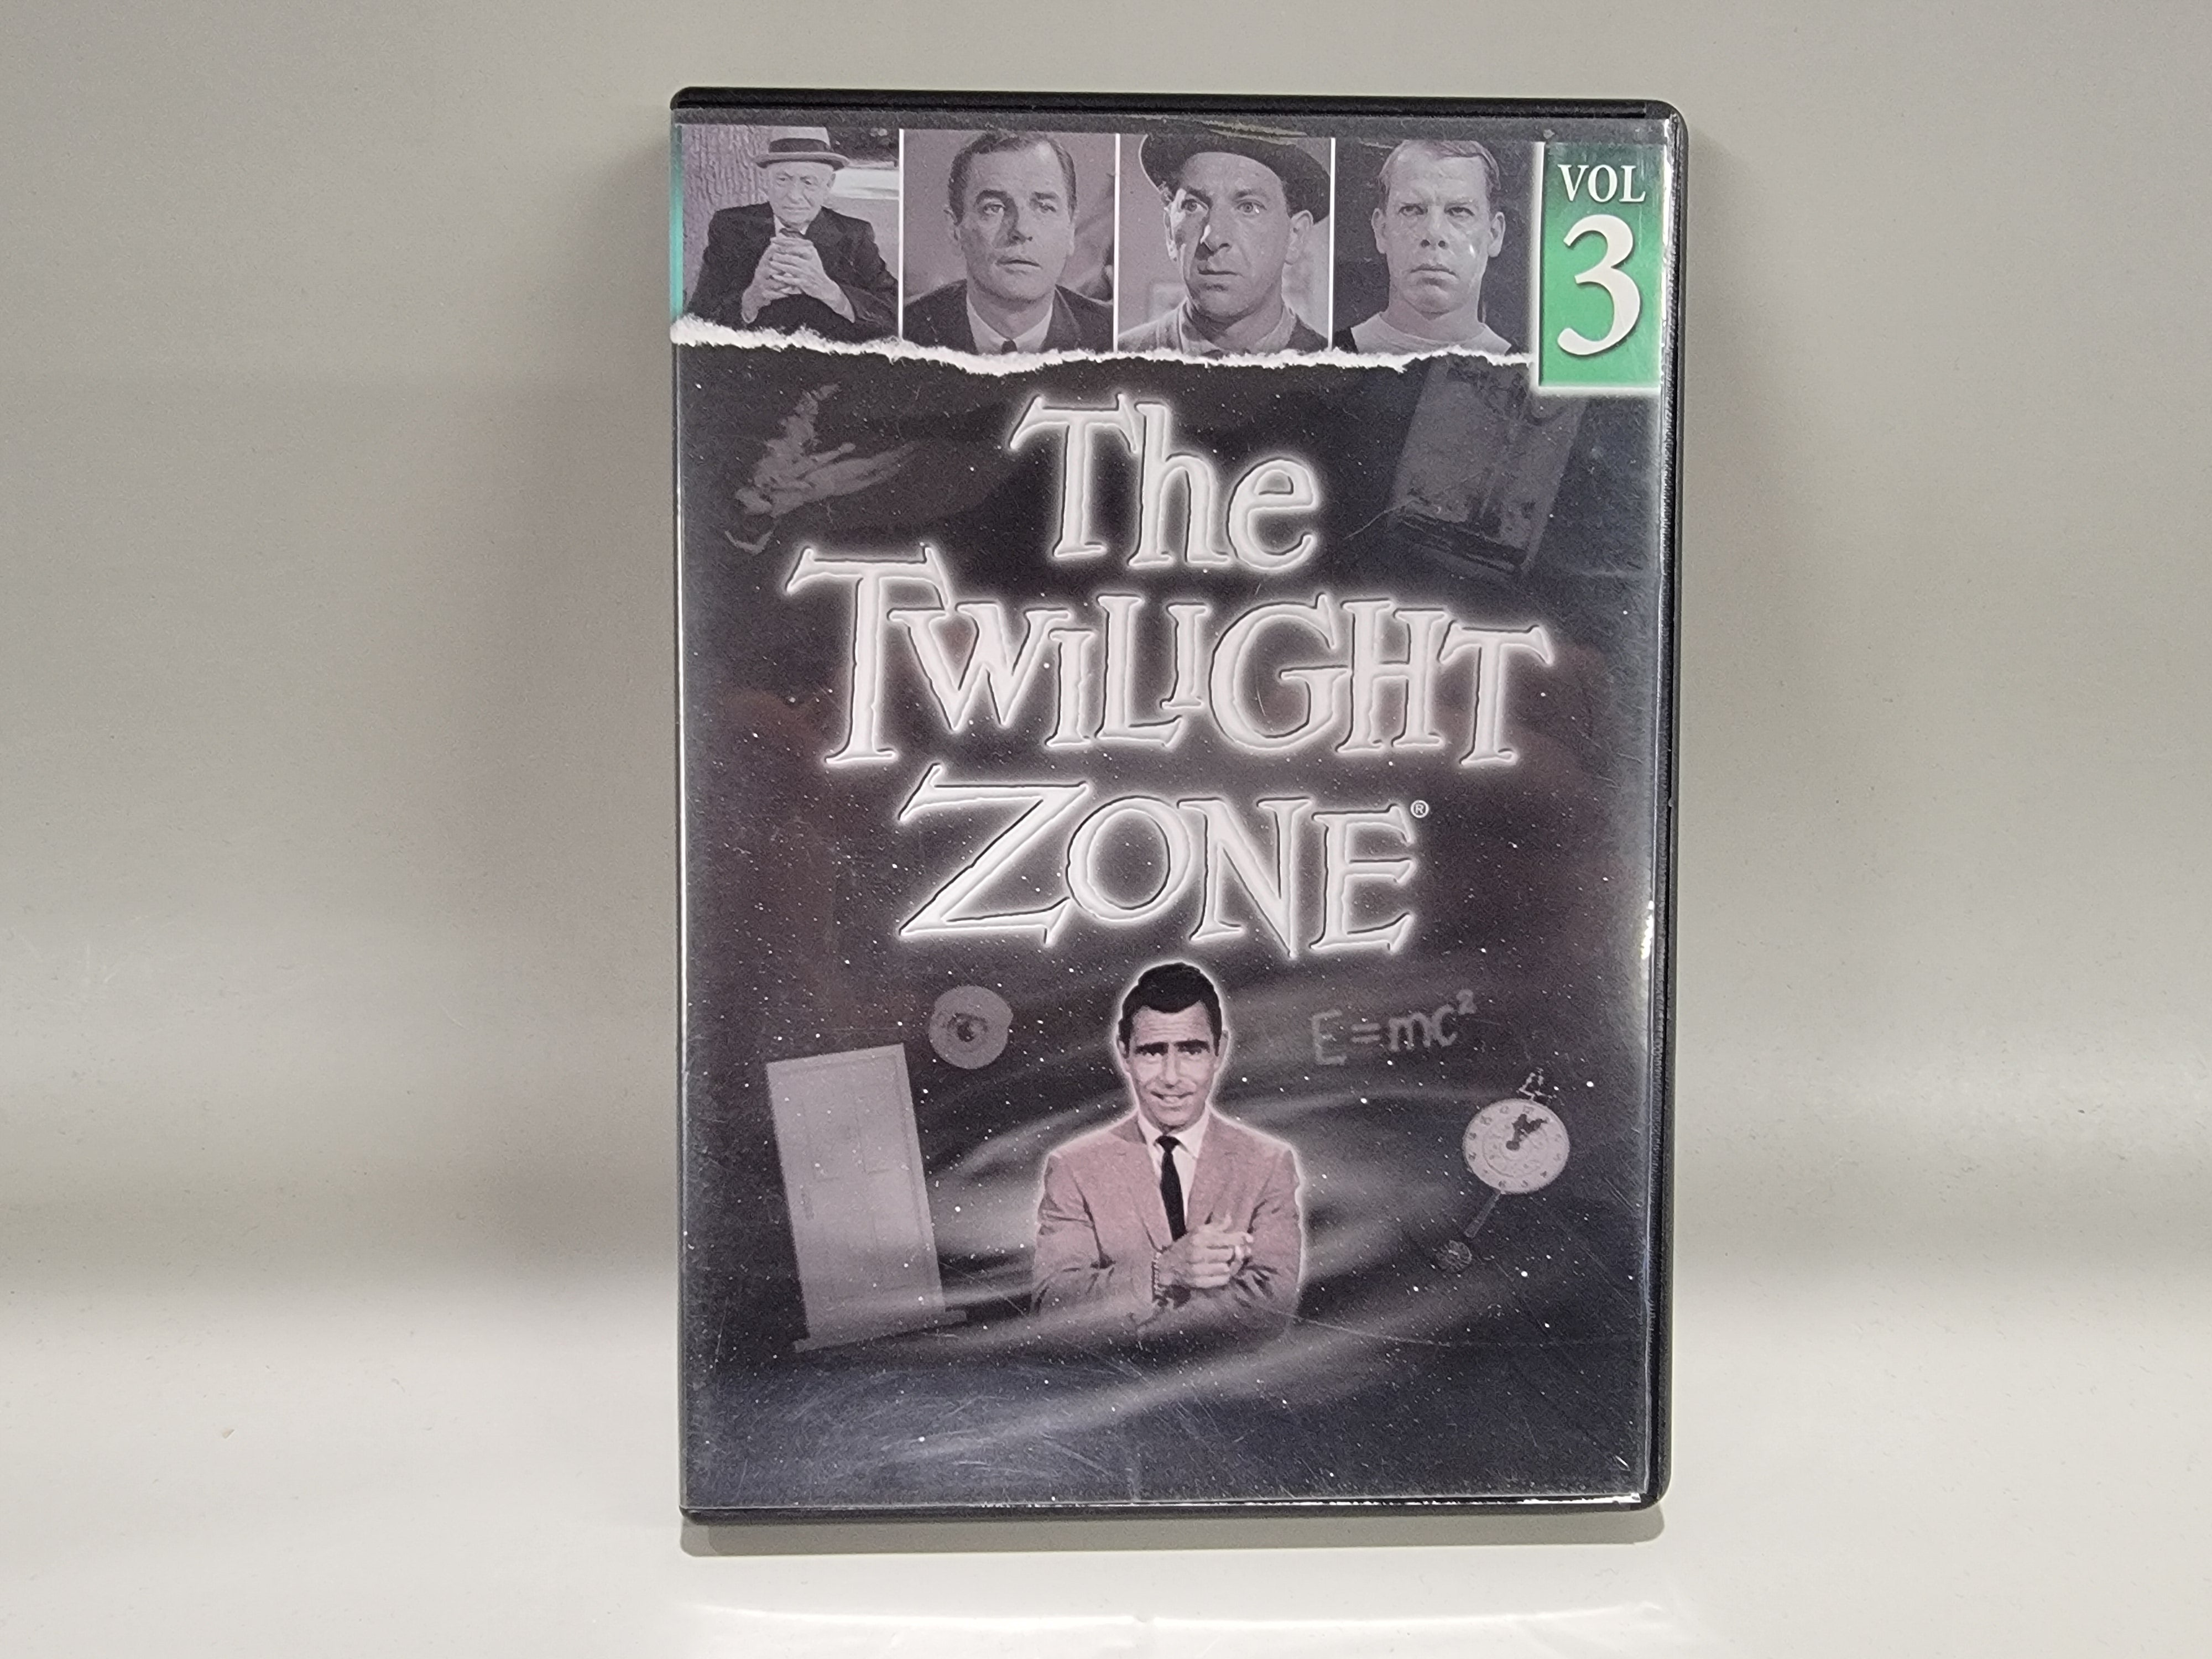 VOL
3
The
TWILIGHT
ZONE®
E=mc²